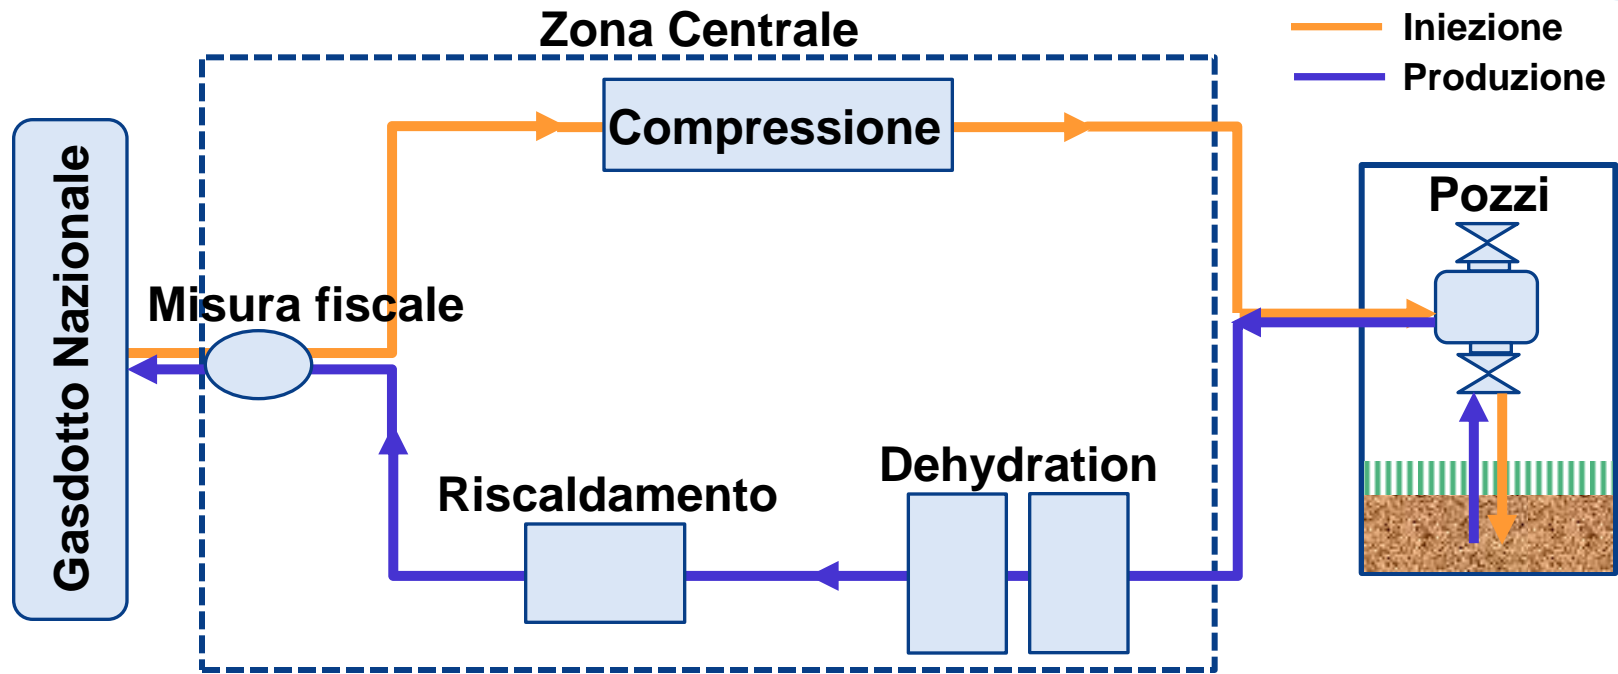 Zona Centrale
Iniezione
Produzione
Compressione
Gasdotto Nazionale
Pozzi
Misura fiscale
Dehydration
Riscaldamento